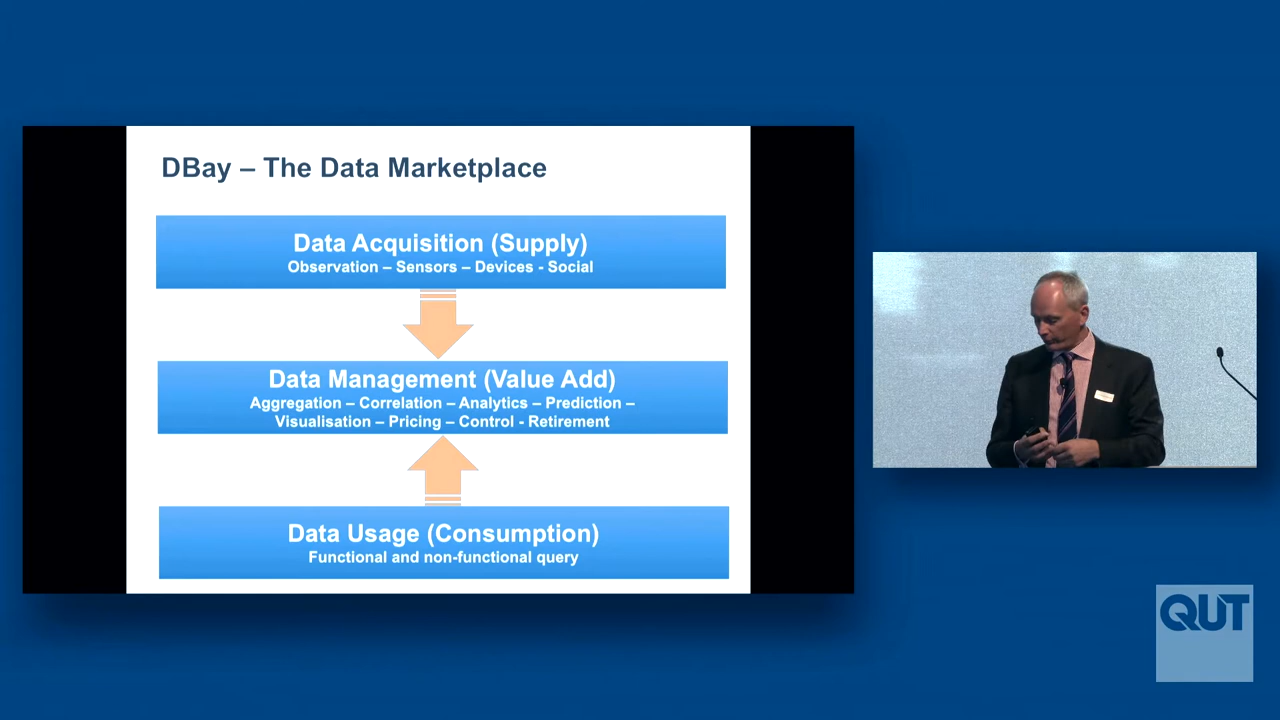 DBay – The Data Marketplace
Data Acquisition (Supply)
Observation – Sensors – Devices - Social
Data Management (Value Add)
Aggregation – Correlation – Analytics – Prediction –
Visualisation – Pricing – Control - Retirement
Data Usage (Consumption)
Functional and non-functional query
QUT